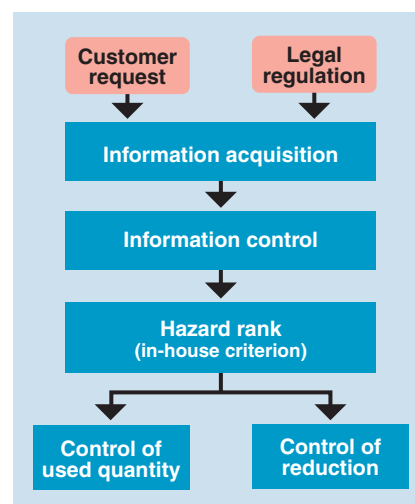 Customer
request
Legal
regulation
Information acquisition
Information control
Hazard rank
(in-house criterion)
Control of
used quantity
Control of
reduction